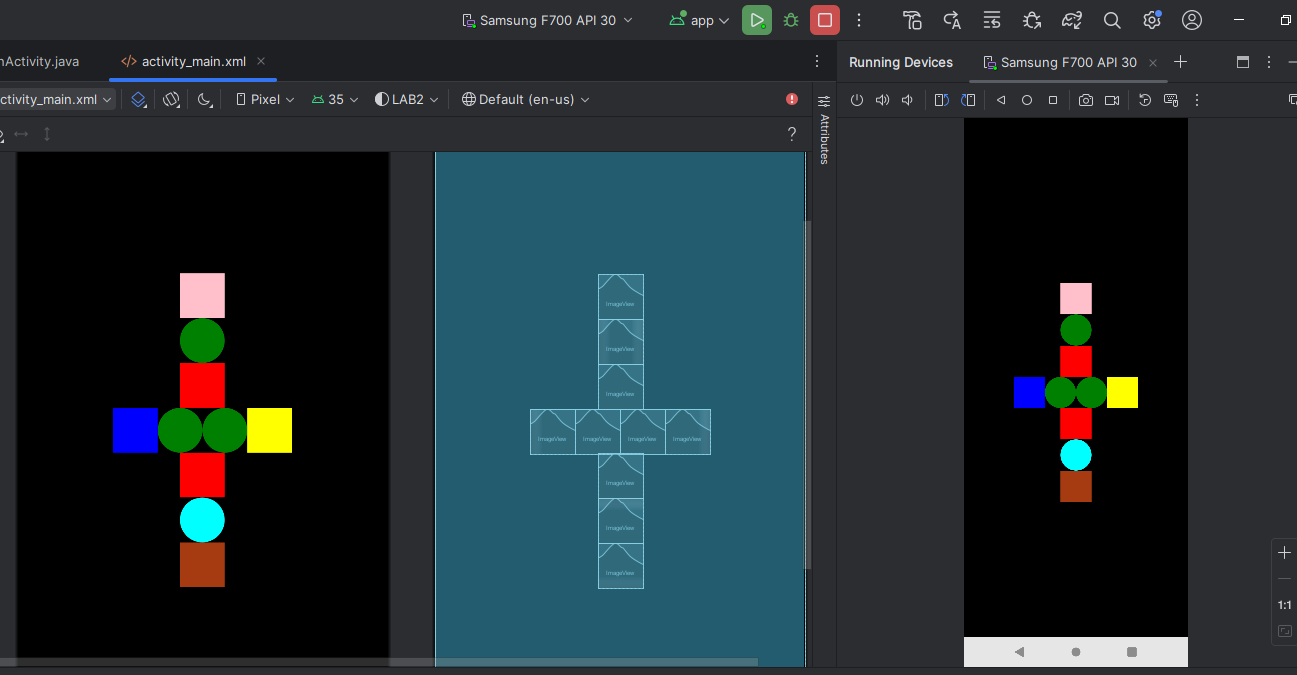 Samsung F700 API 30
app
nActivity.java
activity_main.xml
Running Devices
Samsung F700 API 30
ctivity_main.xml
Pixel
35
LAB2
Default (en-us)
?
Attributes
ImageView
ImageView
ImageView
ImageView ImageView ImageView ImageView
ImageView
ImageView
ImageView
1:1